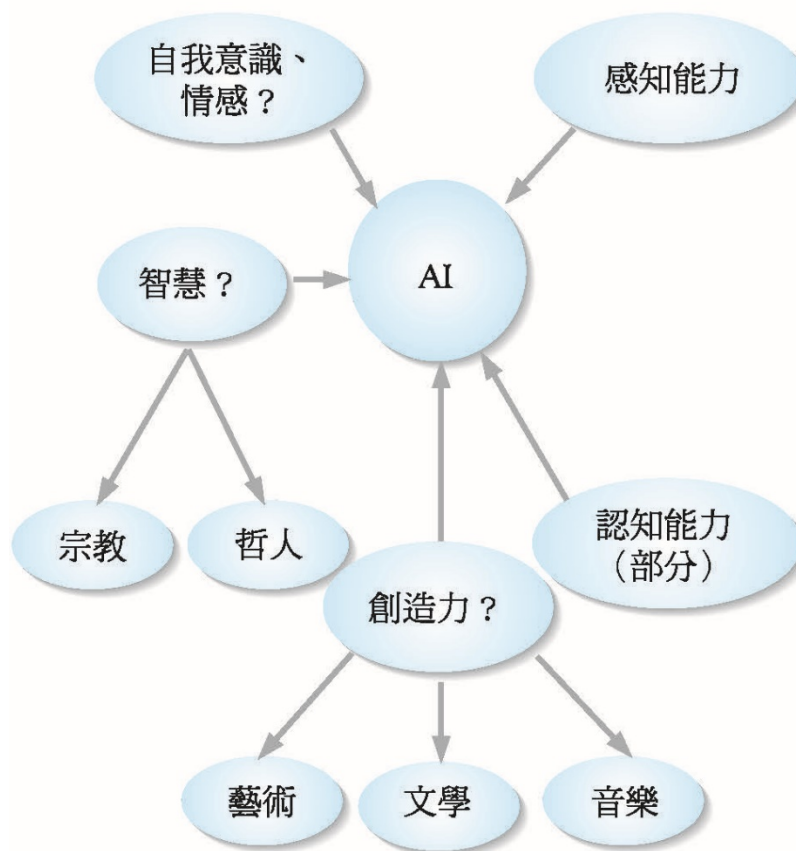 自我意識、
情感？
感知能力
智慧？
AI
宗教
哲人
認知能力
（部分）
創造力？
藝術
文學
音樂